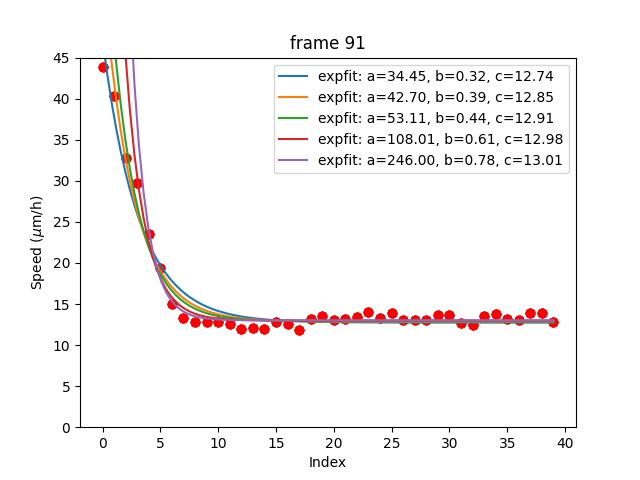 frame 91
expfit: a=34.45, b=0.32, c=12.74
expfit: a=42.70, b=0.39, c=12.85
expfit: a=53.11, b=0.44, c=12.91
expfit: a=108.01, b=0.61, c=12.98
expfit: a=246.00, b=0.78, c=13.01
Speed (μm/h)
45
40
35
30
25
20
15
10
5
0
0 5 10 15 20 25 30 35 40
Index